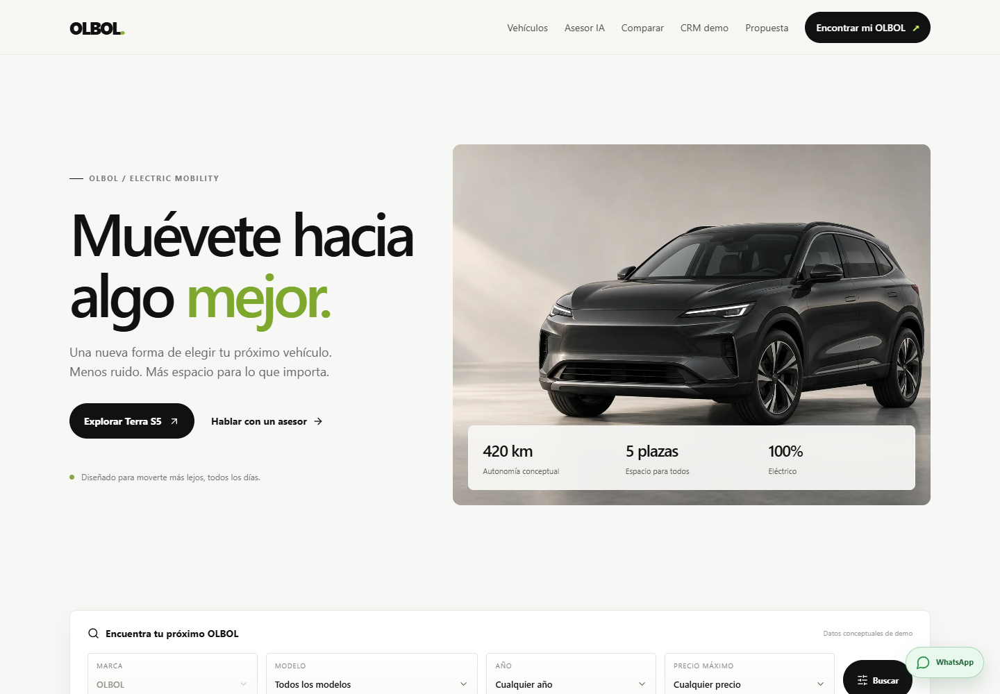 OLBOL.
Vehículos
Asesor IA
Comparar
CRM demo
Propuesta
Encontrar mi OLBOL ↗
OLBOL / ELECTRIC MOBILITY
Muévete hacia
algo mejor.
Una nueva forma de elegir tu próximo vehículo.
Menos ruido. Más espacio para lo que importa.
Explorar Terra S5
Hablar con un asesor
Diseñado para moverte más lejos, todos los días.
420 km
Autonomía conceptual
5 plazas
Espacio para todos
100%
Eléctrico
Encuentra tu próximo OLBOL
Datos conceptuales de demo
MARCA
OLBOL
MODELO
Todos los modelos
AÑO
Cualquier año
PRECIO MÁXIMO
Cualquier precio
Buscar
WhatsApp